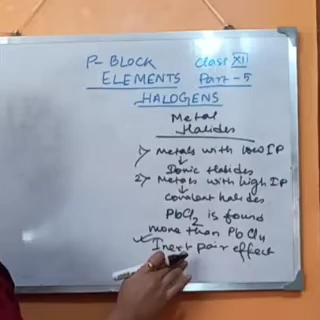 P-BLOCK Class XII
ELEMENTS Part-5
HALOGENS
Metal
Halides
1) Metals with low IP
↓
Ionic Halides
2) Metals with high IP
↓
covalent halides
PbCl2 is found
more than PbCl4
Inert pair effect